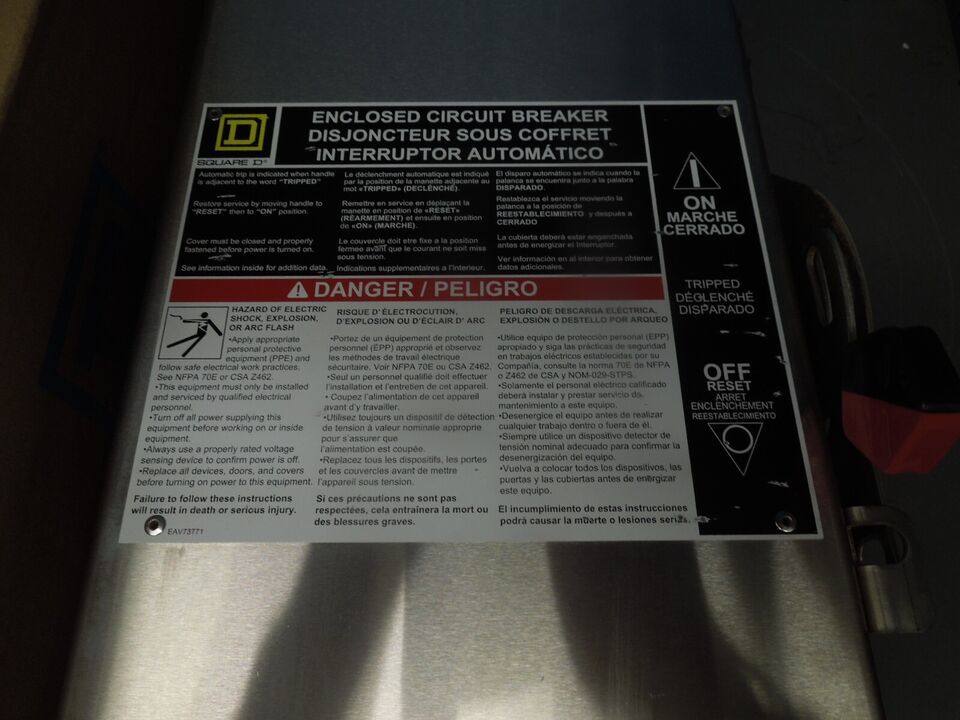 SQUARE D®
ENCLOSED CIRCUIT BREAKER
DISJONCTEUR SOUS COFFRET
INTERRUPTOR AUTOMÁTICO
Automatic trip is indicated when handle
is adjacent to the word "TRIPPED"
Restore service by moving handle to
"RESET" then to "ON" position.
Cover must be closed and properly
fastened before power is turned on.
See information inside for addition data.
Le déclenchment automatique est indiqué
par la position de la manette adjacente au
mot «TRIPPED» (DECLENCHÉ).
Remettre en service en déplaçant la
manette en position de «RESET»
(RÉARMEMENT) et ensuite en position
de «ON» (MARCHE).
Le couvercle doit etre fixe a la position
fermee avant que le courant ne soit miss
sous tension.
Indications supplementaires a l'interieur.
El disparo automático se indica cuando la
palanca se encuentra junto a la palabra
DISPARADO.
Restablezca el servicio moviendo la
palanca a la posición de
REESTABLECIMIENTO y después a
CERRADO
La cubierta deberá estar enganchada
antes de energizar el Interruptor.
Ver información en al interior para obtener
datos adicionales.
DANGER / PELIGRO
HAZARD OF ELECTRIC
SHOCK, EXPLOSION,
OR ARC FLASH
•Apply appropriate
personal protective
equipment (PPE) and
follow safe electrical work practices.
See NFPA 70E or CSA Z462.
•This equipment must only be installed
and serviced by qualified electrical
personnel.
•Turn off all power supplying this
equipment before working on or inside
equipment.
•Always use a properly rated voltage
sensing device to confirm power is off.
•Replace all devices, doors, and covers
before turning on power to this equipment.
Failure to follow these instructions
will result in death or serious injury.
EAV73771
RISQUE D' ÉLECTROCUTION,
D'EXPLOSION OU D'ÉCLAIR D' ARC
•Portez de un équipement de protection
personnel (ÉPP) approprié et observez
les méthodes de travail électrique
sécuritaire. Voir NFPA 70E ou CSA Z462.
•Seul un personnel qualifié doit effectuer
l'installation et l'entretien de cet appareil.
• Coupez l'alimentation de cet appareil
avant d'y travailler.
•Utilisez toujours un dispositif de détection
de tension à valeur nominale approprie
pour s'assurer que
l'alimentation est coupée.
•Replacez tous les dispositifs, les portes
et les couvercles avant de mettre
l'appareil sous tension.
Si ces précautions ne sont pas
respectées, cela entraînera la mort ou
des blessures graves.
PELIGRO DE DESCARGA ELÉCTRICA,
EXPLOSIÓN O DESTELLO POR ARQUEO
•Utilice equipo de protección personal (EPP)
apropiado y siga las prácticas de seguridad
en trabajos eléctricos establecidas por su
Compañía, consulte la norma 70E de NFPA
o Z462 de CSA y NOM-029-STPS.
•Solamente el personal eléctrico calificado
deberá instalar y prestar servicio de
mantenimiento a este equipo.
•Desenergice el equipo antes de realizar
cualquier trabajo dentro o fuera de él.
•Siempre utilice un dispositivo detector de
tensión nominal adecuado para confirmar la
desenergización del equipo.
•Vuelva a colocar todos los dispositivos, las
puertas y las cubiertas antes de energizar
este equipo.
El incumplimiento de estas instrucciones
podrá causar la muerte o lesiones serias.
ON
MARCHE
CERRADO
TRIPPED
DÉGLENCHÉ
DISPARADO
OFF
RESET
ARRET
ENCLENCHEMENT
REESTABLECIMIENTO